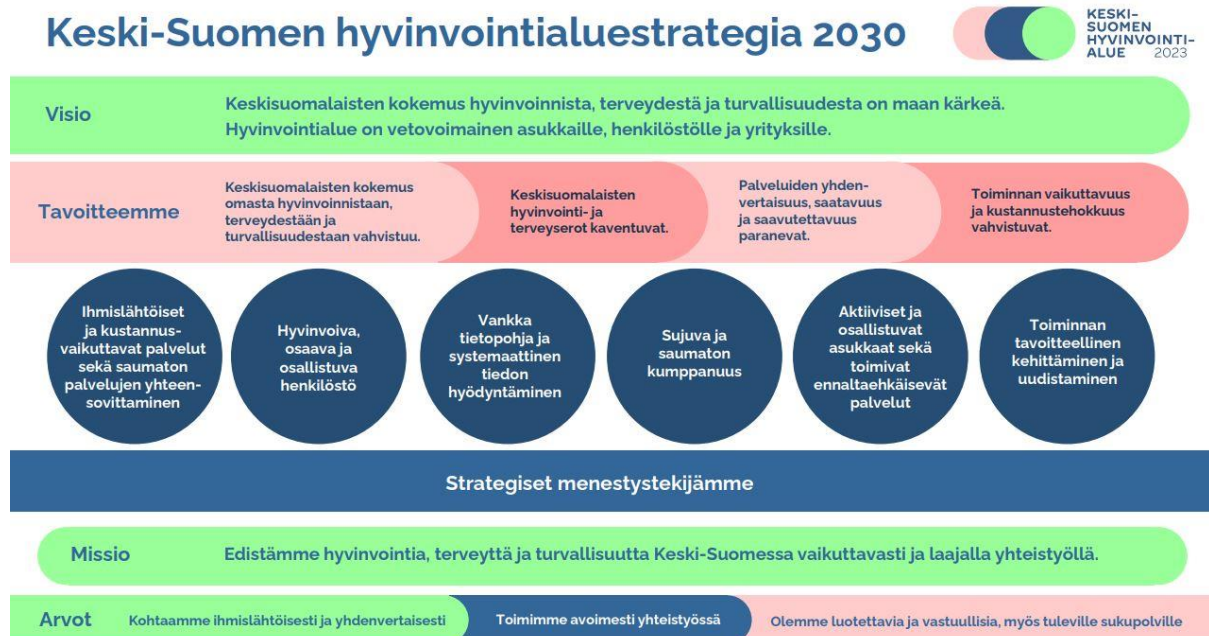 Keski-Suomen hyvinvointialuestrategia 2030
KESKI-
SUOMEN
HYVINVOINTI-
ALUE 2023
Visio
Keskisuomalaisten kokemus hyvinvoinnista, terveydestä ja turvallisuudesta on maan kärkeä.
Hyvinvointialue on vetovoimainen asukkaille, henkilöstölle ja yrityksille.
Tavoitteemme
Keskisuomalaisten kokemus
omasta hyvinvoinnistaan,
terveydestään ja
turvallisuudestaan vahvistuu.
Keskisuomalaisten
hyvinvointi- ja
terveyserot kaventuvat.
Palveluiden yhden-
vertaisuus, saatavuus
ja saavutettavuus
paranevat.
Toiminnan vaikuttavuus
ja kustannustehokkuus
vahvistuvat.
Ihmislähtöiset
ja kustannus-
vaikuttavat palvelut
sekä saumaton
palvelujen yhteen-
sovittaminen
Hyvinvoiva,
osaava ja
osallistuva
henkilöstö
Vankka
tietopohja ja
systemaattinen
tiedon
hyödyntäminen
Sujuva ja
saumaton
kumppanuus
Aktiiviset ja
osallistuvat
asukkaat sekä
toimivat
ennaltaehkäisevät
palvelut
Toiminnan
tavoitteellinen
kehittäminen ja
uudistaminen
Strategiset menestystekijämme
Missio
Edistämme hyvinvointia, terveyttä ja turvallisuutta Keski-Suomessa vaikuttavasti ja laajalla yhteistyöllä.
Arvot
Kohtaamme ihmislähtöisesti ja yhdenvertaisesti
Toimimme avoimesti yhteistyössä
Olemme luotettavia ja vastuullisia, myös tuleville sukupolville